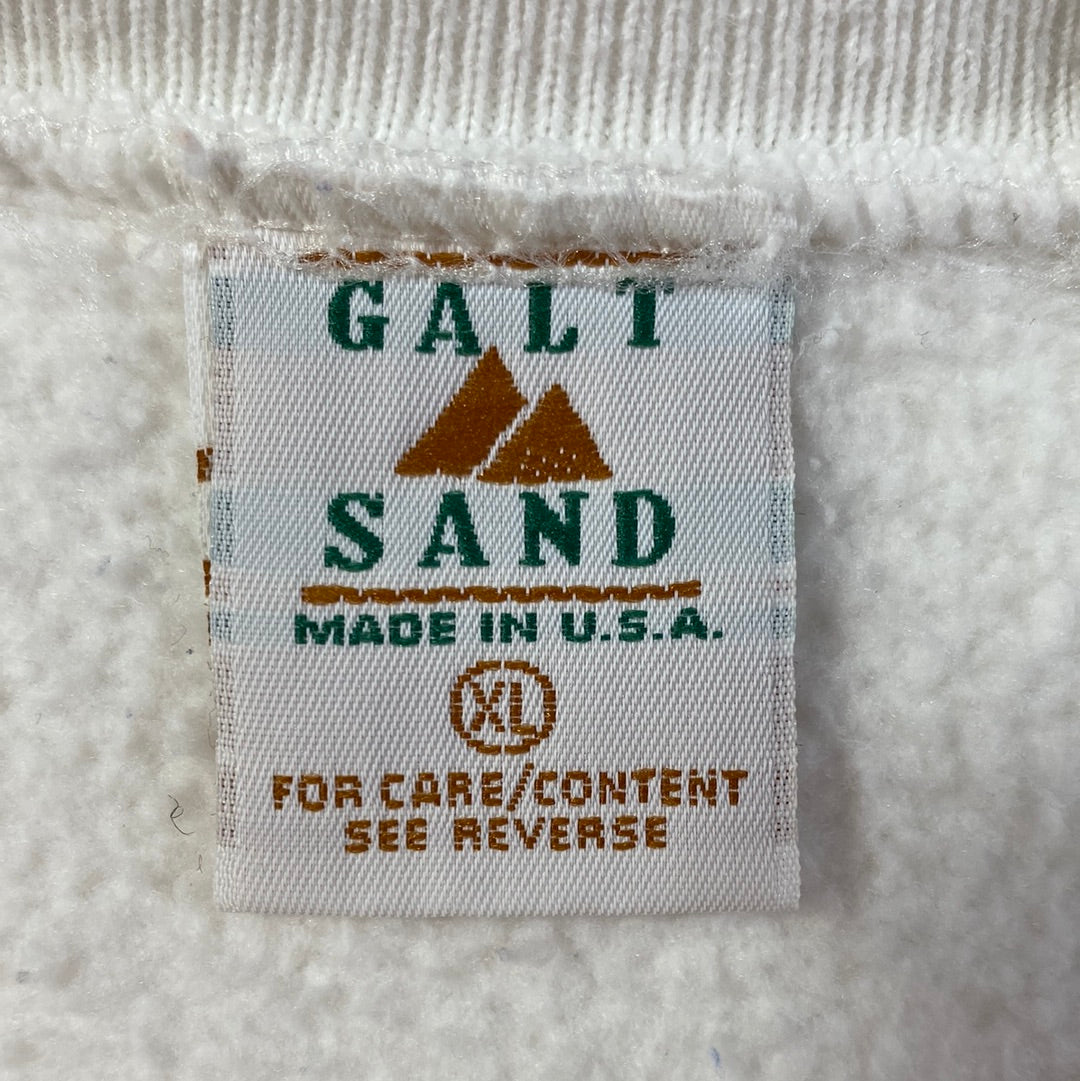 GALT
SAND
MADE IN U.S.A.
XL
FOR CARE/CONTENT
SEE REVERSE